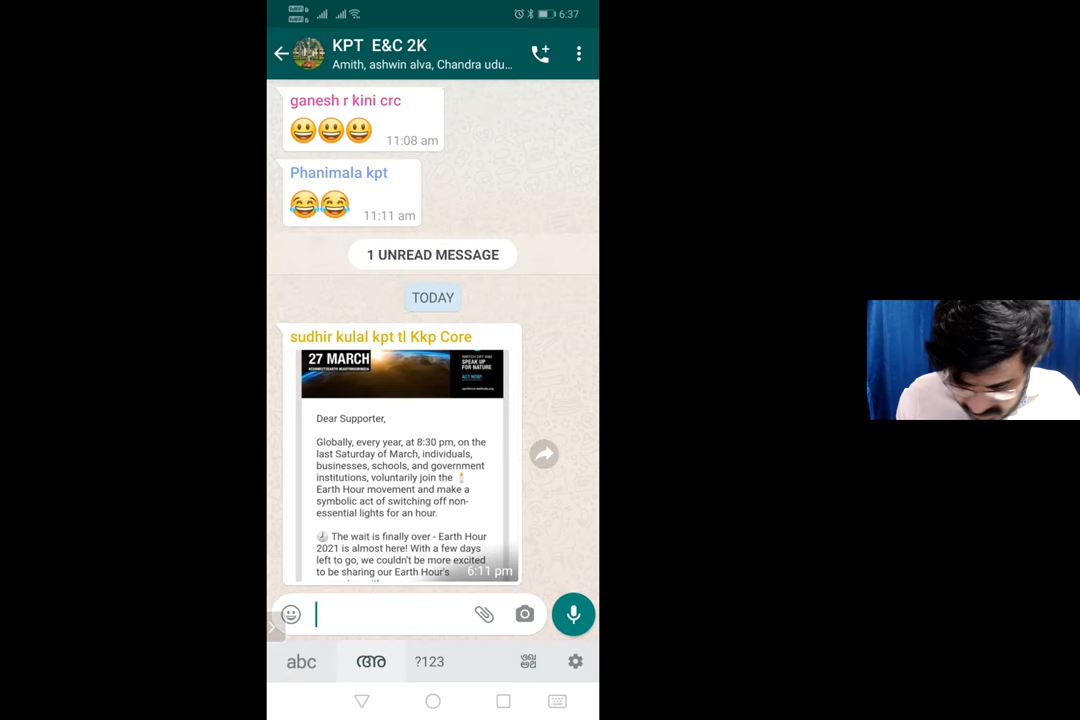 6:37
KPT E&C 2K
Amith, ashwin alva, Chandra udu...
ganesh r kini crc
11:08 am
Phanimala kpt
11:11 am
1 UNREAD MESSAGE
TODAY
sudhir kulal kpt tl Kkp Core
27 MARCH
SPEAK UP
FOR NATURE
ACT NOW!
Dear Supporter,
Globally, every year, at 8:30 pm, on the
last Saturday of March, individuals,
businesses, schools, and government
institutions, voluntarily join the 🕯
Earth Hour movement and make a
symbolic act of switching off non-
essential lights for an hour.
🕗 The wait is finally over - Earth Hour
2021 is almost here! With a few days
left to go, we couldn't be more excited
to be sharing our Earth Hour's
6:11 pm
abc
അ
?123